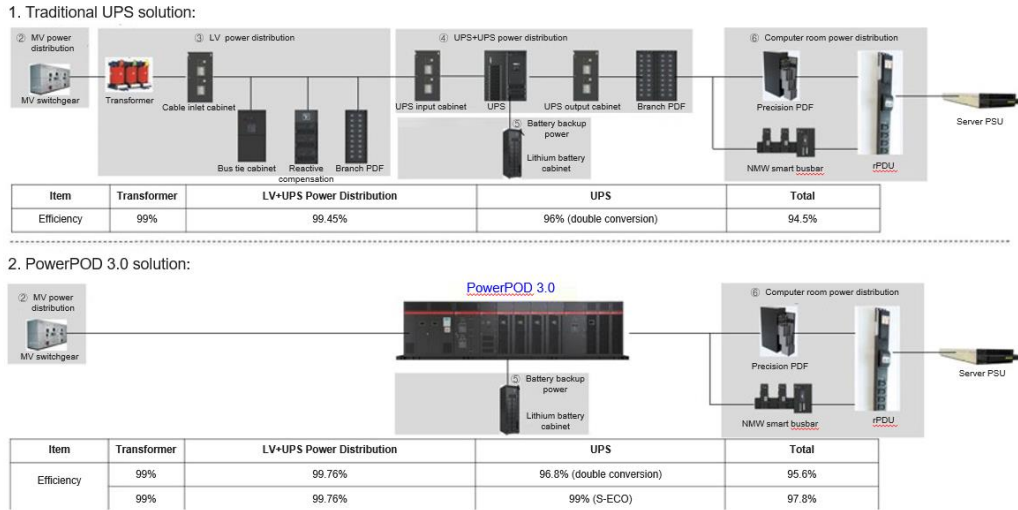 1. Traditional UPS solution:
② MV power
distribution
③ LV power distribution
④ UPS+UPS power distribution
⑥ Computer room power distribution
MV switchgear
Transformer
Cable inlet cabinet
UPS input cabinet
UPS
UPS output cabinet
Branch PDF
Precision PDF
Server PSU
⑤ Battery backup
power
Lithium battery
cabinet
Bus tie cabinet
Reactive
compensation
Branch PDF
NMW smart busbar
rPDU
Item Transformer LV+UPS Power Distribution UPS Total
Efficiency 99% 99.45% 96% (double conversion) 94.5%
2. PowerPOD 3.0 solution:
② MV power
distribution
PowerPOD 3.0
⑥ Computer room power distribution
MV switchgear
Precision PDF
Server PSU
⑤ Battery backup
power
Lithium battery
cabinet
NMW smart busbar
rPDU
Item Transformer LV+UPS Power Distribution UPS Total
Efficiency 99% 99.76% 96.8% (double conversion) 95.6%
99% 99.76% 99% (S-ECO) 97.8%